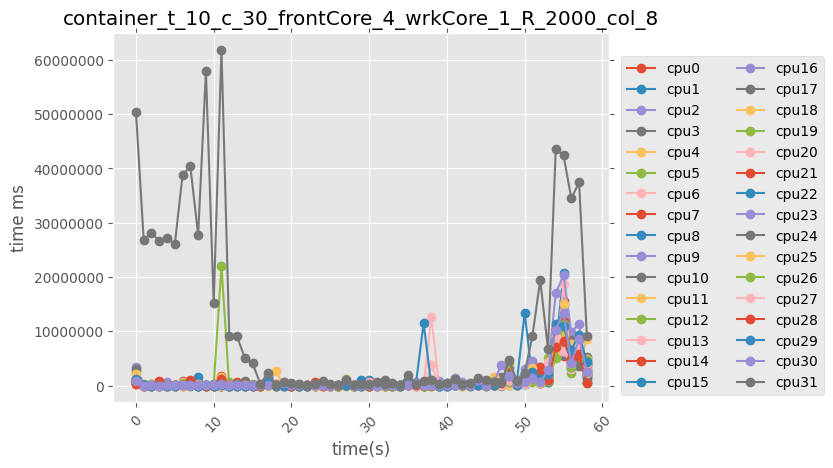 container_t_10_c_30_frontCore_4_wrkCore_1_R_2000_col_8
time ms
60000000
50000000
40000000
30000000
20000000
10000000
0
0
10
20
30
40
50
60
time(s)
cpu0
cpu1
cpu2
cpu3
cpu4
cpu5
cpu6
cpu7
cpu8
cpu9
cpu10
cpu11
cpu12
cpu13
cpu14
cpu15
cpu16
cpu17
cpu18
cpu19
cpu20
cpu21
cpu22
cpu23
cpu24
cpu25
cpu26
cpu27
cpu28
cpu29
cpu30
cpu31